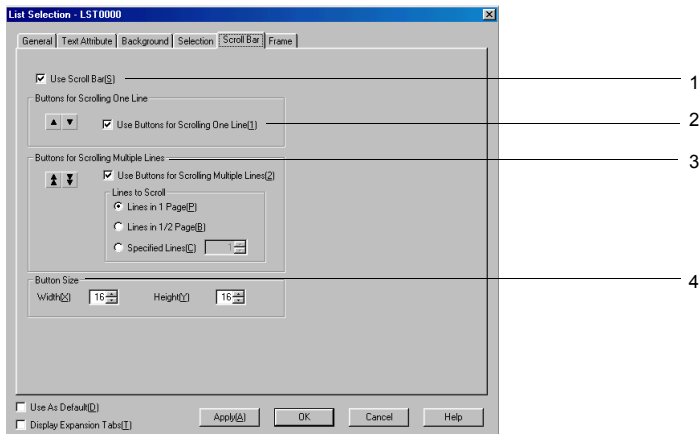 List Selection - LST0000
General Text Attribute Background Selection Scroll Bar Frame
Use Scroll Bar(S) 1
Buttons for Scrolling One Line
Use Buttons for Scrolling One Line(1) 2
Buttons for Scrolling Multiple Lines 3
Use Buttons for Scrolling Multiple Lines(2)
Lines to Scroll
Lines in 1 Page(P)
Lines in 1/2 Page(B)
Specified Lines(C) 1
Button Size 4
Width(X) 16 Height(Y) 16
Use As Default(D)
Display Expansion Tabs(T)
Apply(A) OK Cancel Help